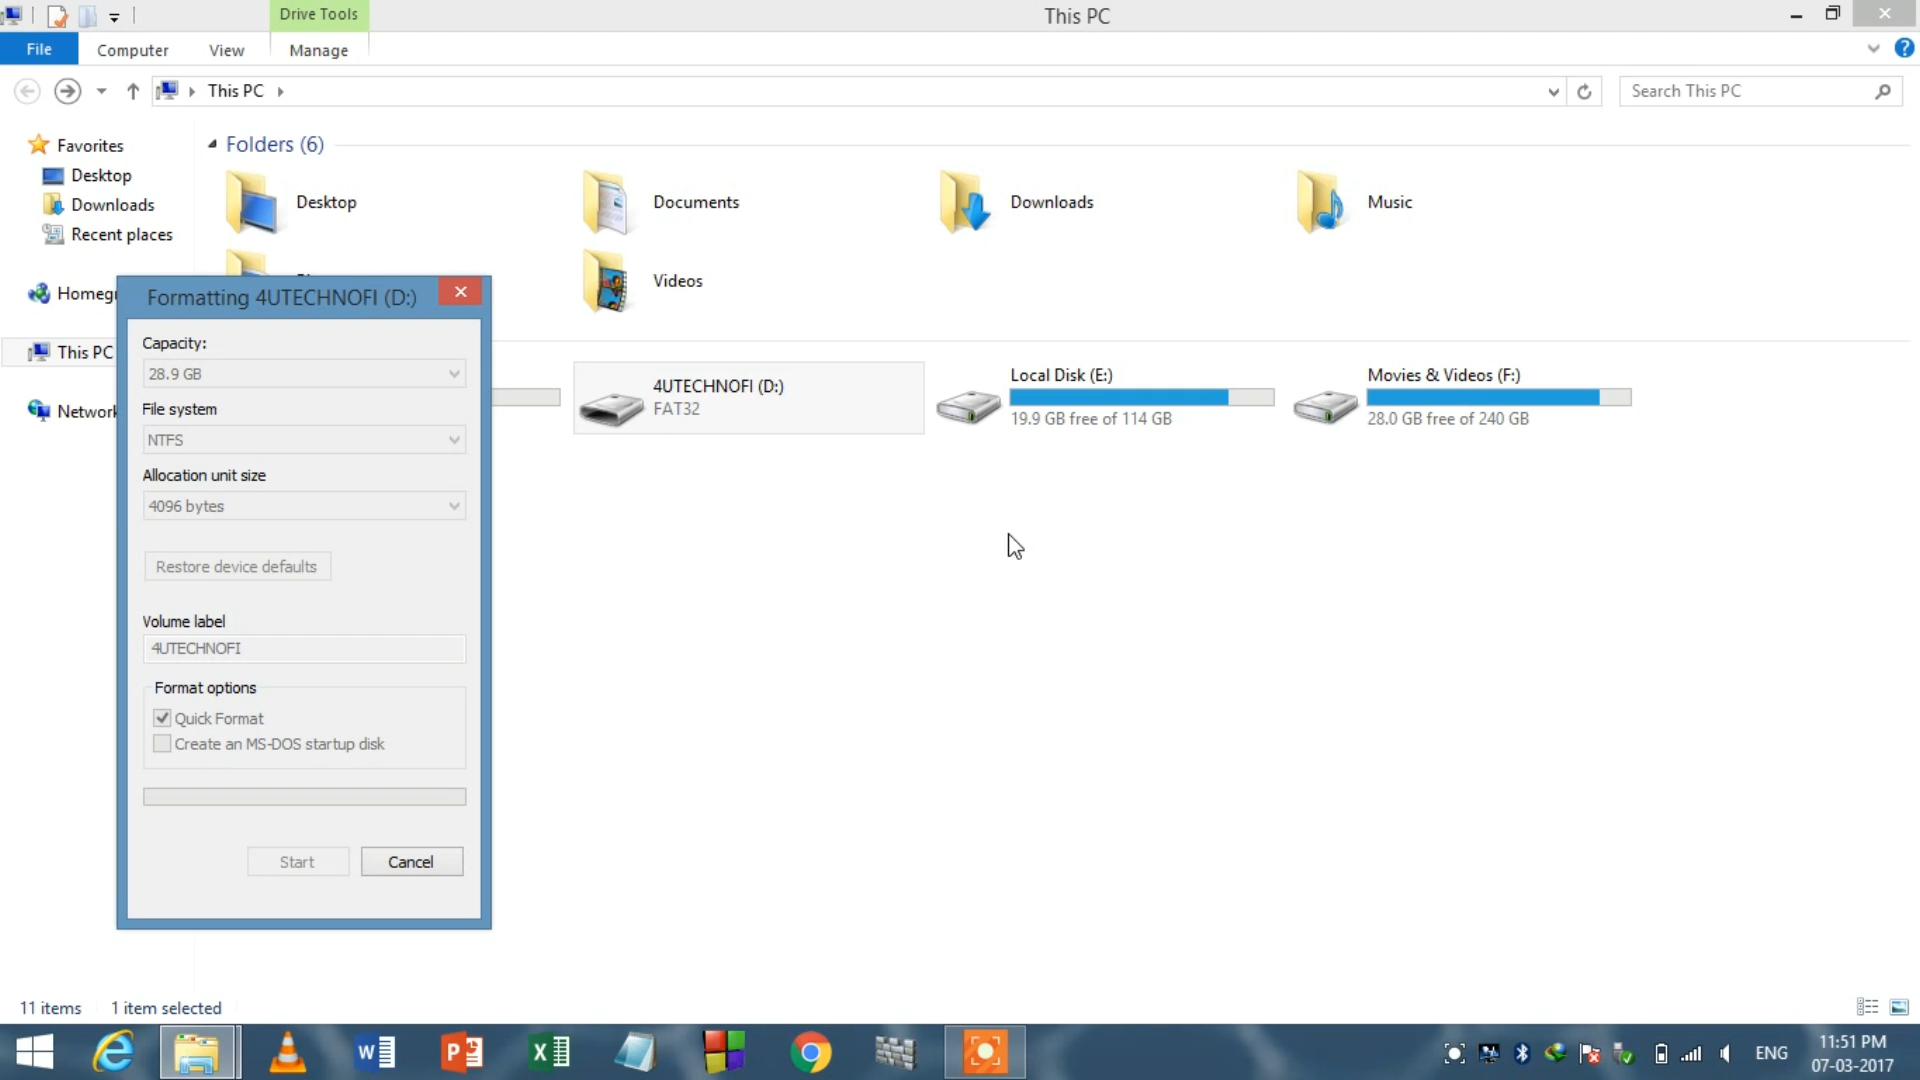 Drive Tools
This PC
File
Computer
View
Manage
This PC
Search This PC
Favorites
Desktop
Downloads
Recent places
This PC
Folders (6)
Desktop
Documents
Downloads
Music
Videos
4UTECHNOFI (D:)
FAT32
Local Disk (E:)
19.9 GB free of 114 GB
Movies & Videos (F:)
28.0 GB free of 240 GB
Formatting 4UTECHNOFI (D:)
Capacity:
28.9 GB
File system
NTFS
Allocation unit size
4096 bytes
Restore device defaults
Volume label
4UTECHNOFI
Format options
Quick Format
Create an MS-DOS startup disk
Start
Cancel
11 items
1 item selected
ENG
11:51 PM
07-03-2017